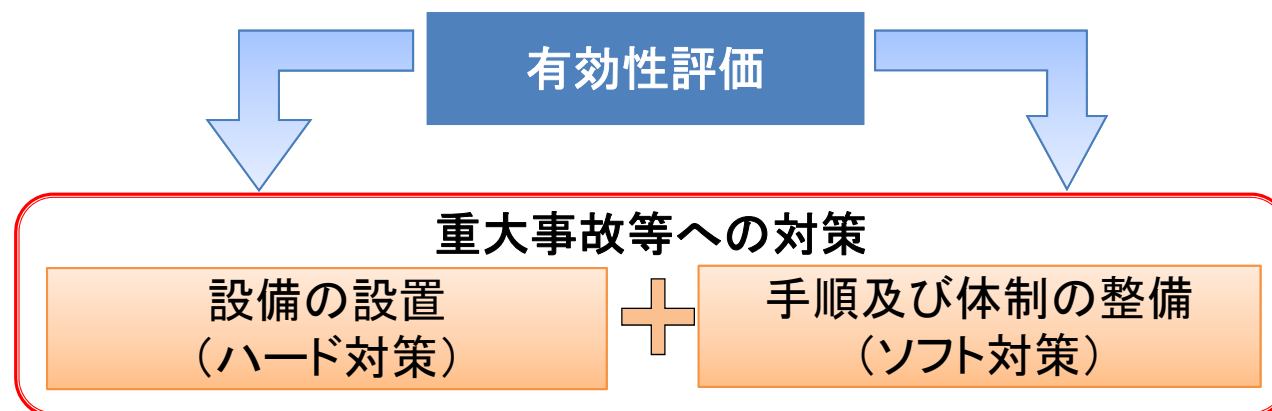 有効性評価
重大事故等への対策
設備の設置
（ハード対策）
手順及び体制の整備
（ソフト対策）